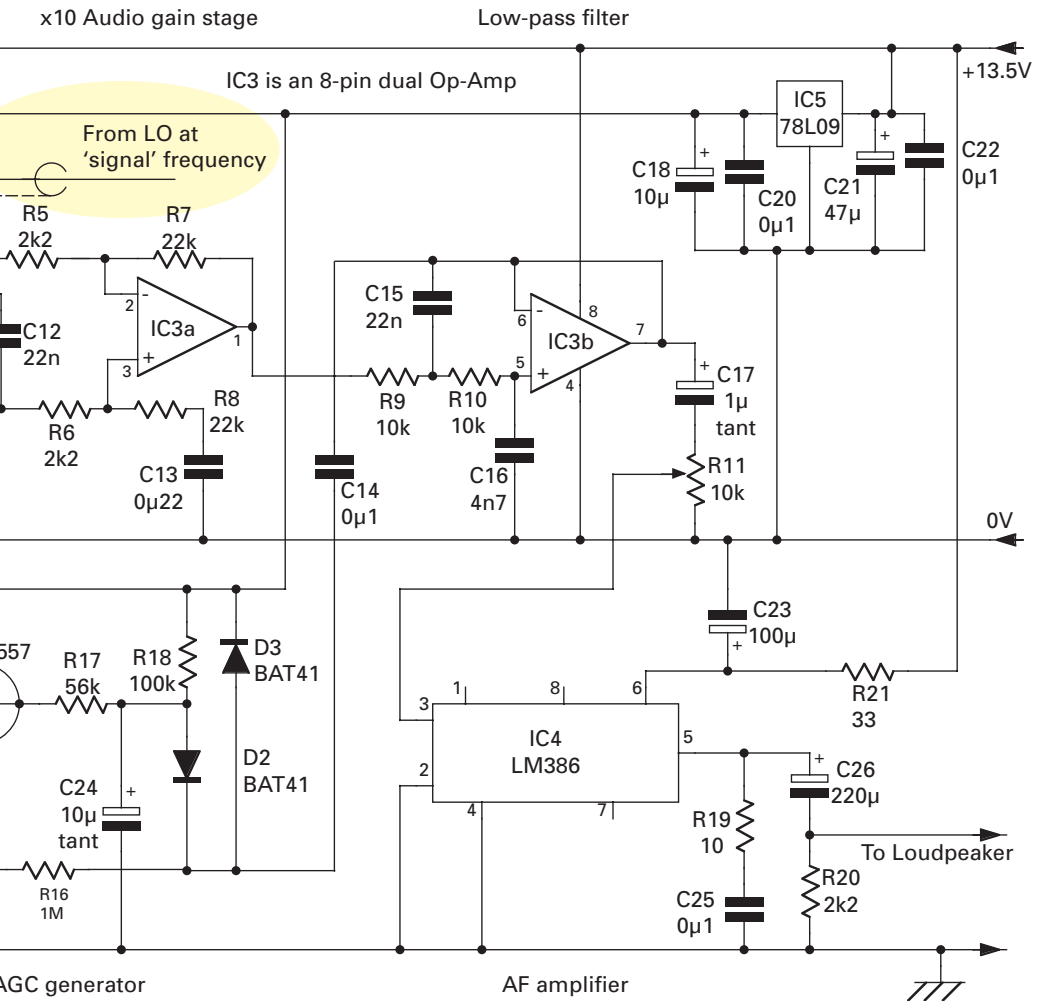 x10 Audio gain stage
Low-pass filter
IC3 is an 8-pin dual Op-Amp
+13.5V
From LO at
‘signal’ frequency
IC5
78L09
C18
10µ
+
C20
0µ1
C21
47µ
+
C22
0µ1
R5
2k2
R7
22k
C12
22n
2
-
IC3a
1
3
+
R6
2k2
R8
22k
C13
0µ22
C14
0µ1
C15
22n
R9
10k
R10
10k
C16
4n7
6
-
8
IC3b
7
5
+
4
+
C17
1µ
tant
R11
10k
0V
C23
100µ
+
R21
33
557
R17
56k
R18
100k
D3
BAT41
D2
BAT41
C24
10µ
tant
+
R16
1M
1
8
6
3
IC4
LM386
5
2
4
7
+
C26
220µ
R19
10
To Loudpeaker
R20
2k2
C25
0µ1
AGC generator
AF amplifier